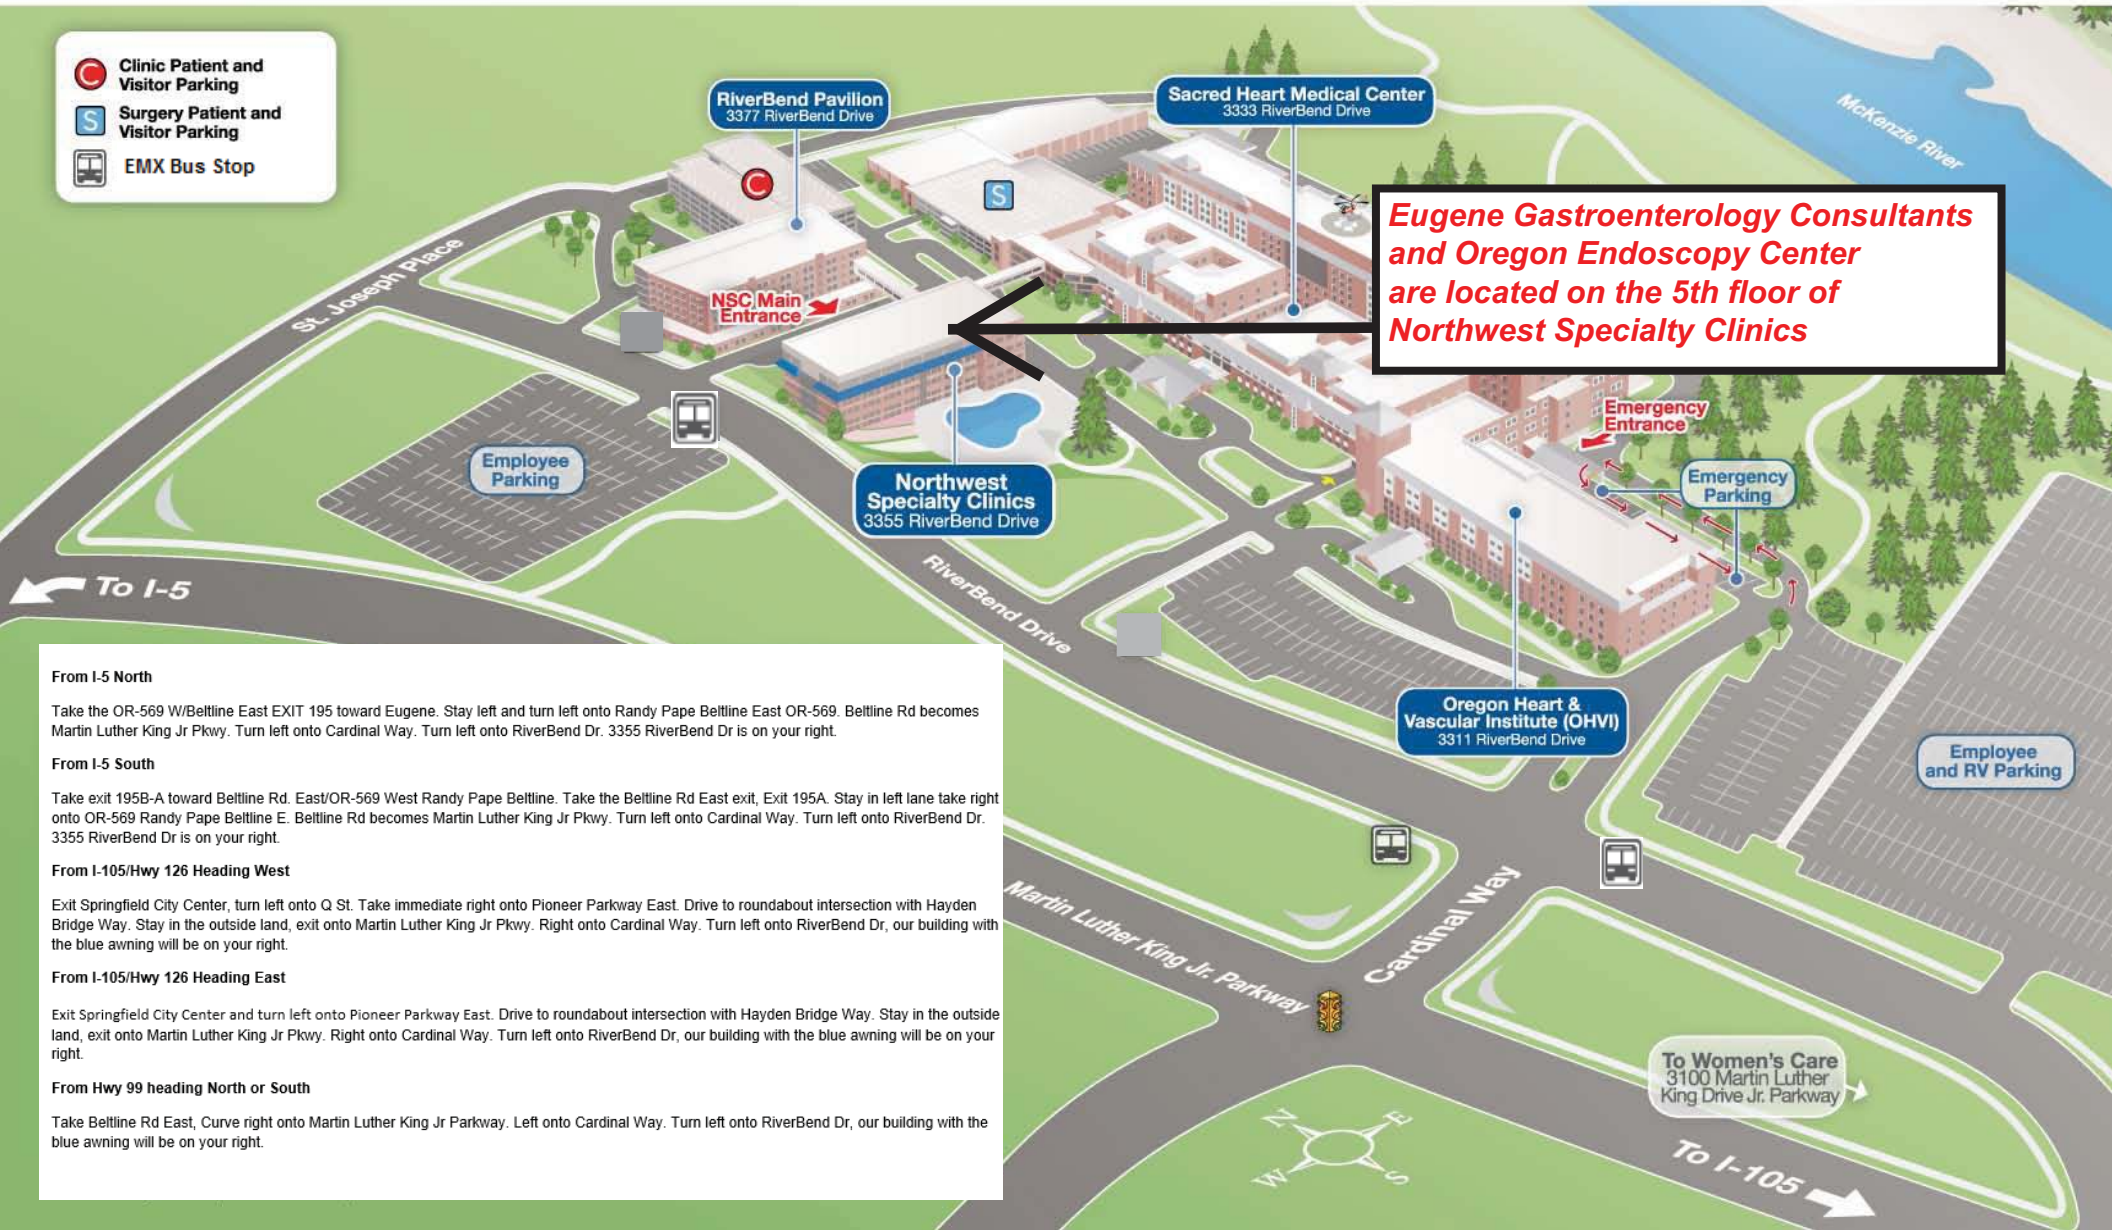 Clinic Patient and
Visitor Parking
Surgery Patient and
Visitor Parking
EMX Bus Stop
C
S
RiverBend Pavilion
3377 RiverBend Drive
Sacred Heart Medical Center
3333 RiverBend Drive
McKenzie River
C
S
Eugene Gastroenterology Consultants
and Oregon Endoscopy Center
are located on the 5th floor of
Northwest Specialty Clinics
St. Joseph Place
NSC Main
Entrance
Emergency
Entrance
Employee
Parking
Northwest
Specialty Clinics
3355 RiverBend Drive
Emergency
Parking
To I-5
RiverBend Drive
Oregon Heart &
Vascular Institute (OHVI)
3311 RiverBend Drive
Employee
and RV Parking
From I-5 North
Take the OR-569 W/Beltline East EXIT 195 toward Eugene. Stay left and turn left onto Randy Pape Beltline East OR-569. Beltline Rd becomes
Martin Luther King Jr Pkwy. Turn left onto Cardinal Way. Turn left onto RiverBend Dr. 3355 RiverBend Dr is on your right.
From I-5 South
Take exit 195B-A toward Beltline Rd. East/OR-569 West Randy Pape Beltline. Take the Beltline Rd East exit, Exit 195A. Stay in left lane take right
onto OR-569 Randy Pape Beltline E. Beltline Rd becomes Martin Luther King Jr Pkwy. Turn left onto Cardinal Way. Turn left onto RiverBend Dr.
3355 RiverBend Dr is on your right.
From I-105/Hwy 126 Heading West
Exit Springfield City Center, turn left onto Q St. Take immediate right onto Pioneer Parkway East. Drive to roundabout intersection with Hayden
Bridge Way. Stay in the outside land, exit onto Martin Luther King Jr Pkwy. Right onto Cardinal Way. Turn left onto RiverBend Dr, our building with
the blue awning will be on your right.
From I-105/Hwy 126 Heading East
Exit Springfield City Center and turn left onto Pioneer Parkway East. Drive to roundabout intersection with Hayden Bridge Way. Stay in the outside
land, exit onto Martin Luther King Jr Pkwy. Right onto Cardinal Way. Turn left onto RiverBend Dr, our building with the blue awning will be on your
right.
From Hwy 99 heading North or South
Take Beltline Rd East, Curve right onto Martin Luther King Jr Parkway. Left onto Cardinal Way. Turn left onto RiverBend Dr, our building with the
blue awning will be on your right.
Martin Luther King Jr. Parkway
Cardinal Way
To Women's Care
3100 Martin Luther
King Drive Jr. Parkway
N
E
W
S
To I-105